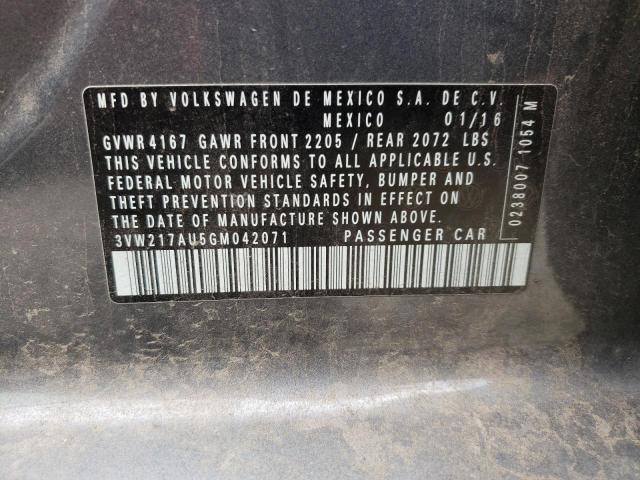 MFD BY VOLKSWAGEN DE MEXICO S.A. DE C.V.
MEXICO 01/16
GVWR 4167 GAWR FRONT 2205 / REAR 2072 LBS
THIS VEHICLE CONFORMS TO ALL APPLICABLE U.S.
FEDERAL MOTOR VEHICLE SAFETY, BUMPER AND
THEFT PREVENTION STANDARDS IN EFFECT ON
THE DATE OF MANUFACTURE SHOWN ABOVE.
3VW217AU5GM042071 PASSENGER CAR
0238007 1054 M